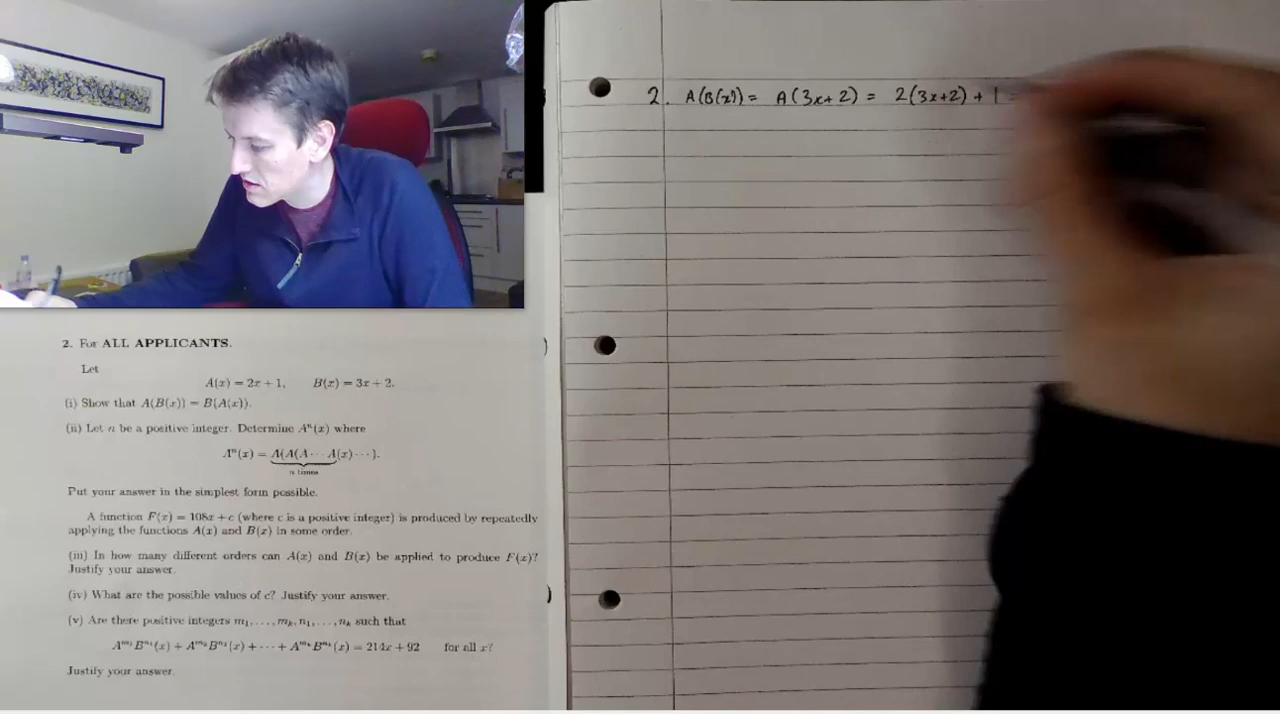 2. A(B(x)) = A(3x+2) = 2(3x+2) + 1 =
2. For ALL APPLICANTS.
Let
A(x) = 2x + 1, B(x) = 3x + 2.
(i) Show that A(B(x)) = B(A(x)).
(ii) Let n be a positive integer. Determine Aⁿ(x) where
Aⁿ(x) = A(A(A ⋯ A(x) ⋯ ).
n times
Put your answer in the simplest form possible.
A function F(x) = 108x + c (where c is a positive integer) is produced by repeatedly
applying the functions A(x) and B(x) in some order.
(iii) In how many different orders can A(x) and B(x) be applied to produce F(x)?
Justify your answer.
(iv) What are the possible values of c? Justify your answer.
(v) Are there positive integers m₁, . . . , mₖ, n₁, . . . , nₖ such that
A^m₁ B^n₁(x) + A^m₂ B^n₂(x) + ⋯ + A^mₖ B^nₖ(x) = 214x + 92 for all x?
Justify your answer.